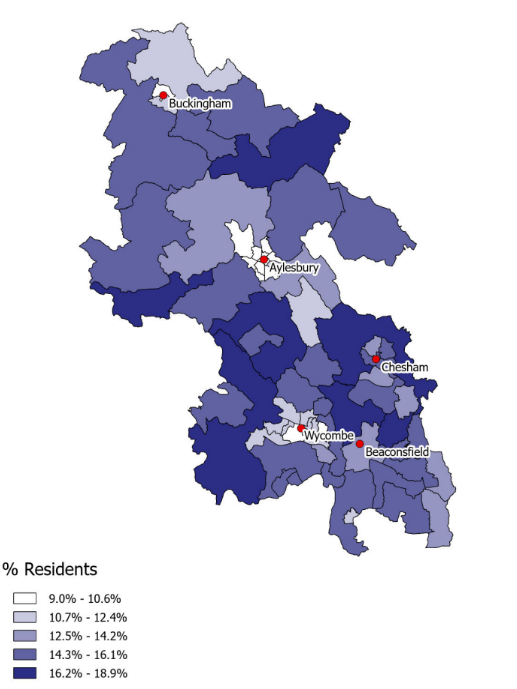 Buckingham
Aylesbury
Chesham
Wycombe
Beaconsfield
% Residents
9.0% - 10.6%
10.7% - 12.4%
12.5% - 14.2%
14.3% - 16.1%
16.2% - 18.9%